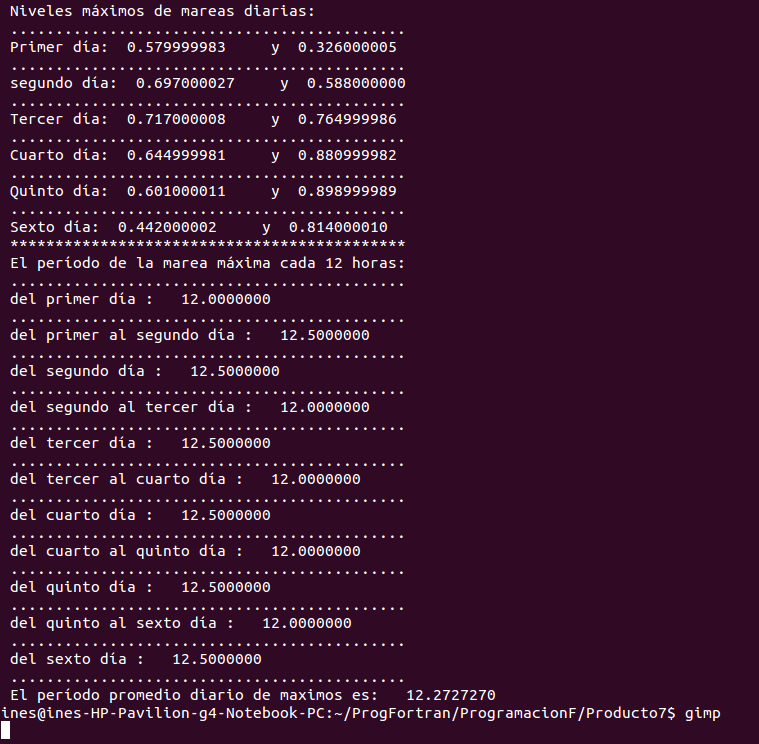 Niveles máximos de mareas diarias:
............................................
Primer día:  0.579999983     y  0.326000005
............................................
segundo día:  0.697000027     y  0.588000000
............................................
Tercer día:  0.717000008     y  0.764999986
............................................
Cuarto día:  0.644999981     y  0.880999982
............................................
Quinto día:  0.601000011     y  0.898999989
............................................
Sexto día:  0.442000002     y  0.814000010
********************************************
El período de la marea máxima cada 12 horas:
............................................
del primer día :   12.0000000
............................................
del primer al segundo día :   12.5000000
............................................
del segundo día :   12.5000000
............................................
del segundo al tercer día :   12.0000000
............................................
del tercer día :   12.5000000
............................................
del tercer al cuarto día :   12.0000000
............................................
del cuarto día :   12.5000000
............................................
del cuarto al quinto día :   12.0000000
............................................
del quinto día :   12.5000000
............................................
del quinto al sexto día :   12.0000000
............................................
del sexto día :   12.5000000
............................................
El período promedio diario de maximos es:   12.2727270
ines@ines-HP-Pavilion-g4-Notebook-PC:~/ProgFortran/ProgramacionF/Producto7$ gimp